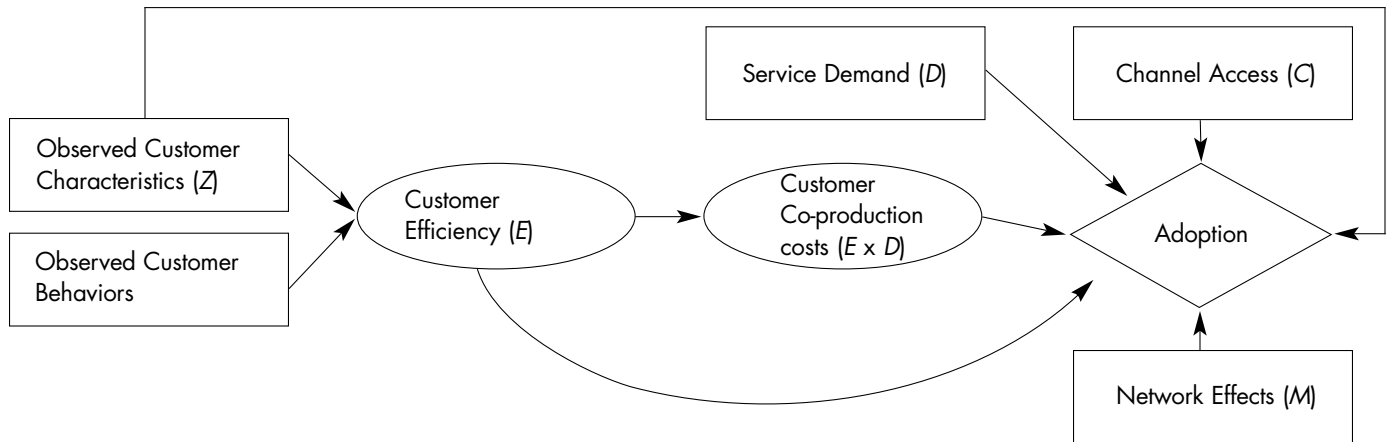 Service Demand (D)
Channel Access (C)
Observed Customer
Characteristics (Z)
Customer
Efficiency (E)
Customer
Co-production
costs (E x D)
Adoption
Observed Customer
Behaviors
Network Effects (M)